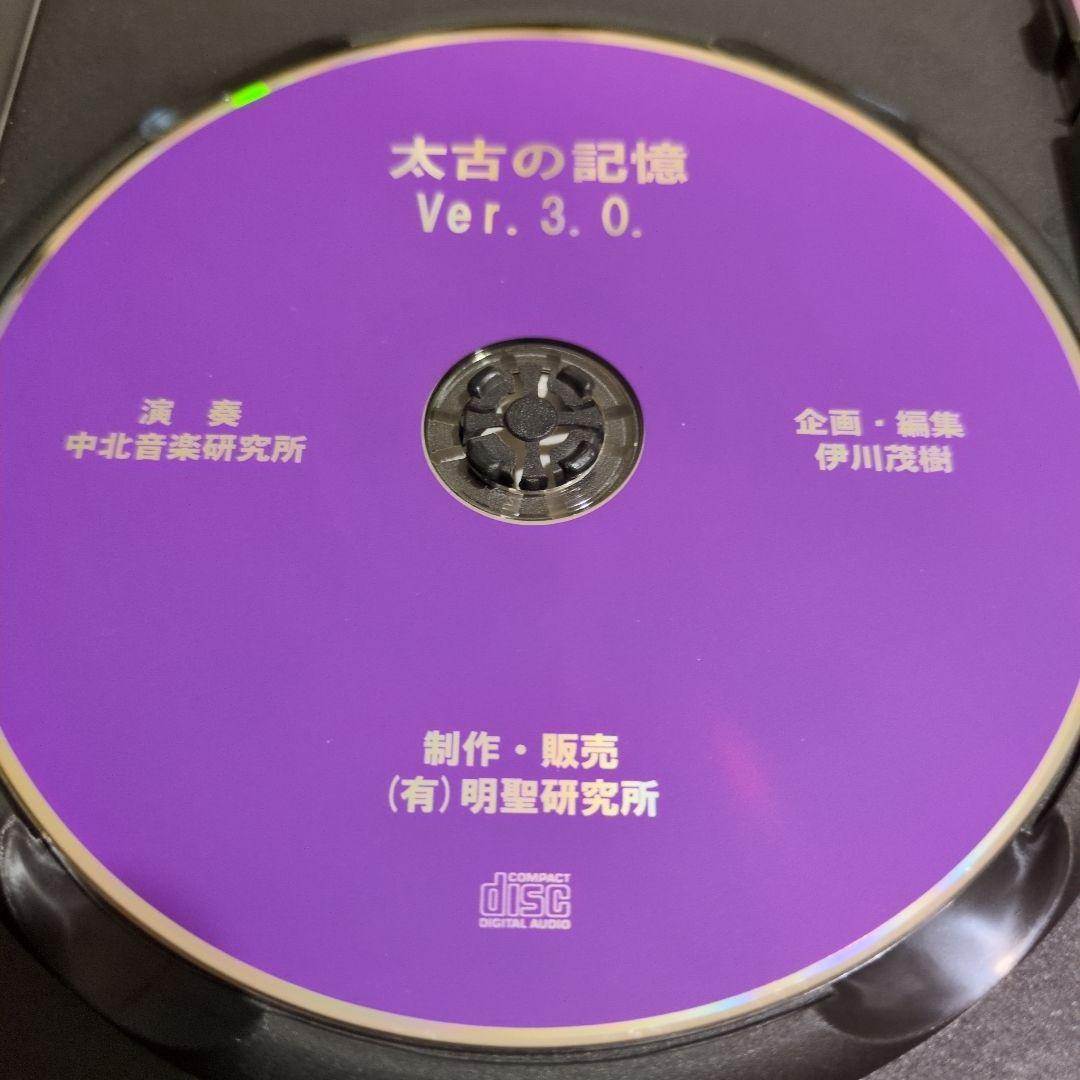 太古の記憶
Ver. 3. 0.
演 奏
中北音楽研究所
企画・編集
伊川茂樹
制作・販売
(有)明聖研究所
COMPACT
disc
DIGITAL AUDIO